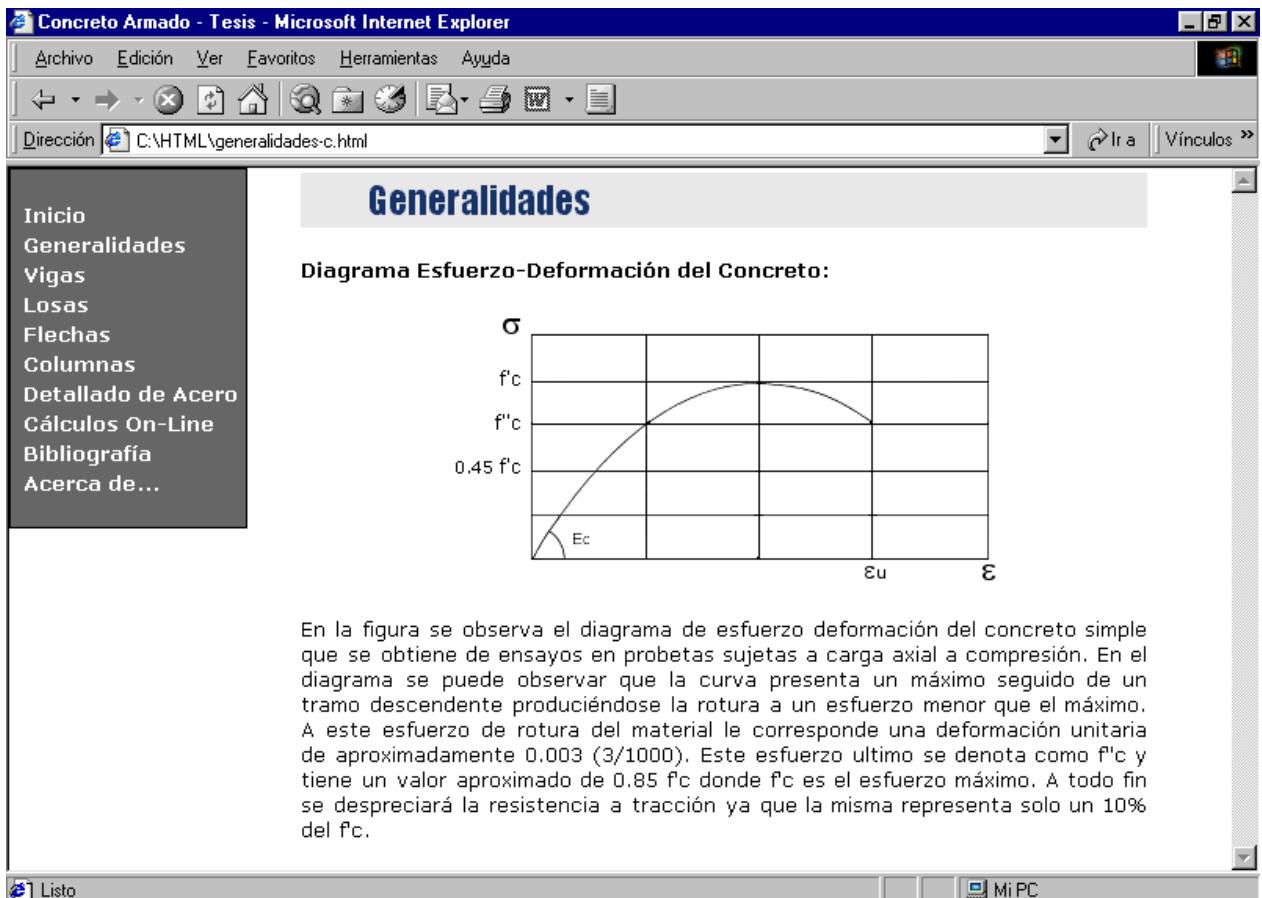 Concreto Armado - Tesis - Microsoft Internet Explorer
Archivo Edición Ver Favoritos Herramientas Ayuda
Dirección C:\HTML\generalidades-c.html Ir a Vínculos »
Inicio
Generalidades
Vigas
Losas
Flechas
Columnas
Detallado de Acero
Cálculos On-Line
Bibliografía
Acerca de...
Generalidades
Diagrama Esfuerzo-Deformación del Concreto:
σ
f'c
f''c
0.45 f'c
Ec
εu
ε
En la figura se observa el diagrama de esfuerzo deformación del concreto simple
que se obtiene de ensayos en probetas sujetas a carga axial a compresión. En el
diagrama se puede observar que la curva presenta un máximo seguido de un
tramo descendente produciéndose la rotura a un esfuerzo menor que el máximo.
A este esfuerzo de rotura del material le corresponde una deformación unitaria
de aproximadamente 0.003 (3/1000). Este esfuerzo ultimo se denota como f''c y
tiene un valor aproximado de 0.85 f'c donde f'c es el esfuerzo máximo. A todo fin
se despreciará la resistencia a tracción ya que la misma representa solo un 10%
del f'c.
Listo
Mi PC